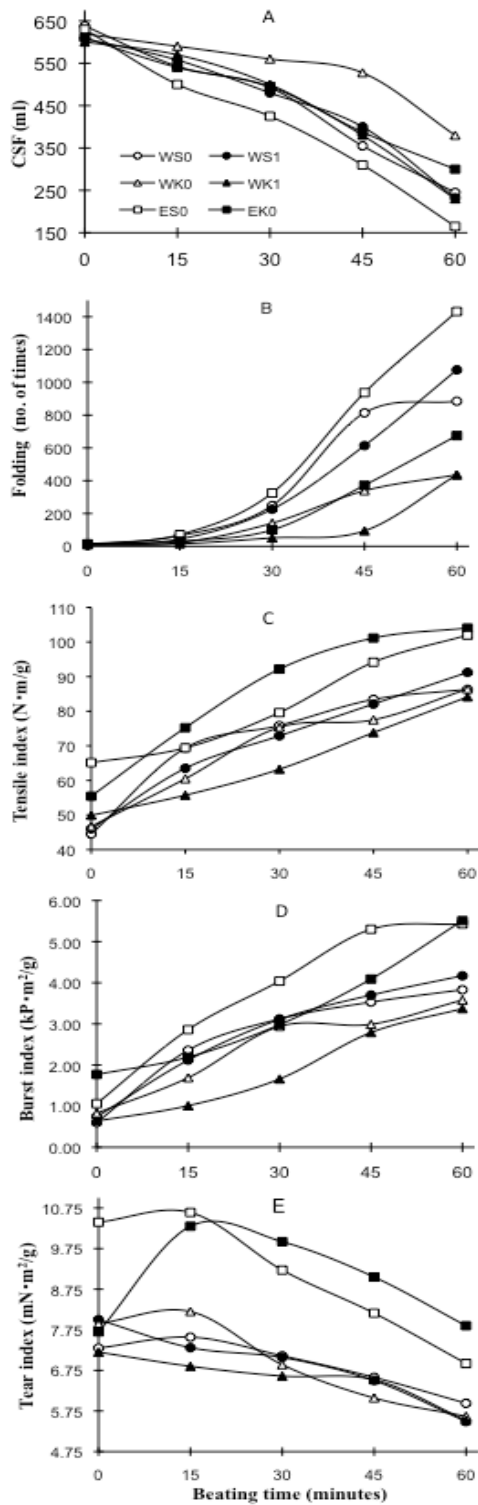 A
650
550
450
350
250
150
CSF (ml)
WS0 WS1
WK0 WK1
ES0 EK0
0 15 30 45 60
B
1400
1200
1000
800
600
400
200
0
Folding (no. of times)
0 15 30 45 60
C
110
100
90
80
70
60
50
40
Tensile index (N·m/g)
0 15 30 45 60
D
6.00
5.00
4.00
3.00
2.00
1.00
0.00
Burst index (kP·m²/g)
0 15 30 45 60
E
10.75
9.75
8.75
7.75
6.75
5.75
4.75
Tear index (mN·m²/g)
0 15 30 45 60
Beating time (minutes)